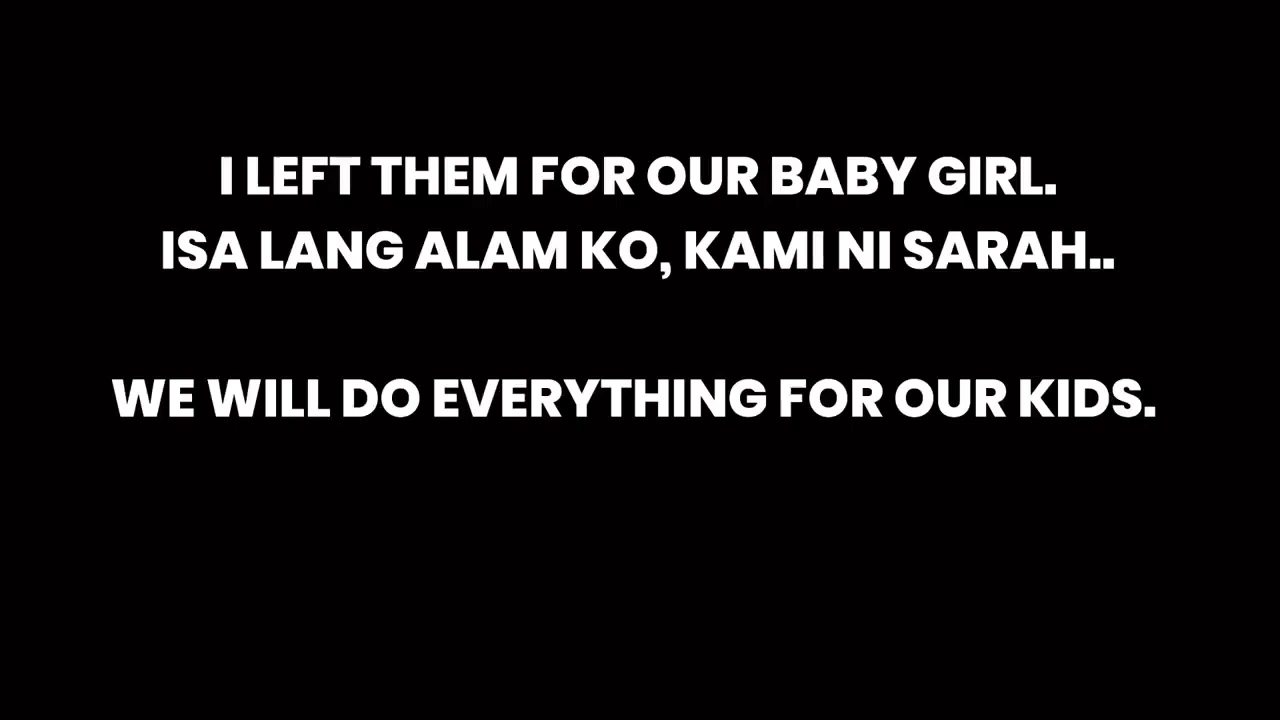 I LEFT THEM FOR OUR BABY GIRL.
ISA LANG ALAM KO, KAMI NI SARAH..
WE WILL DO EVERYTHING FOR OUR KIDS.